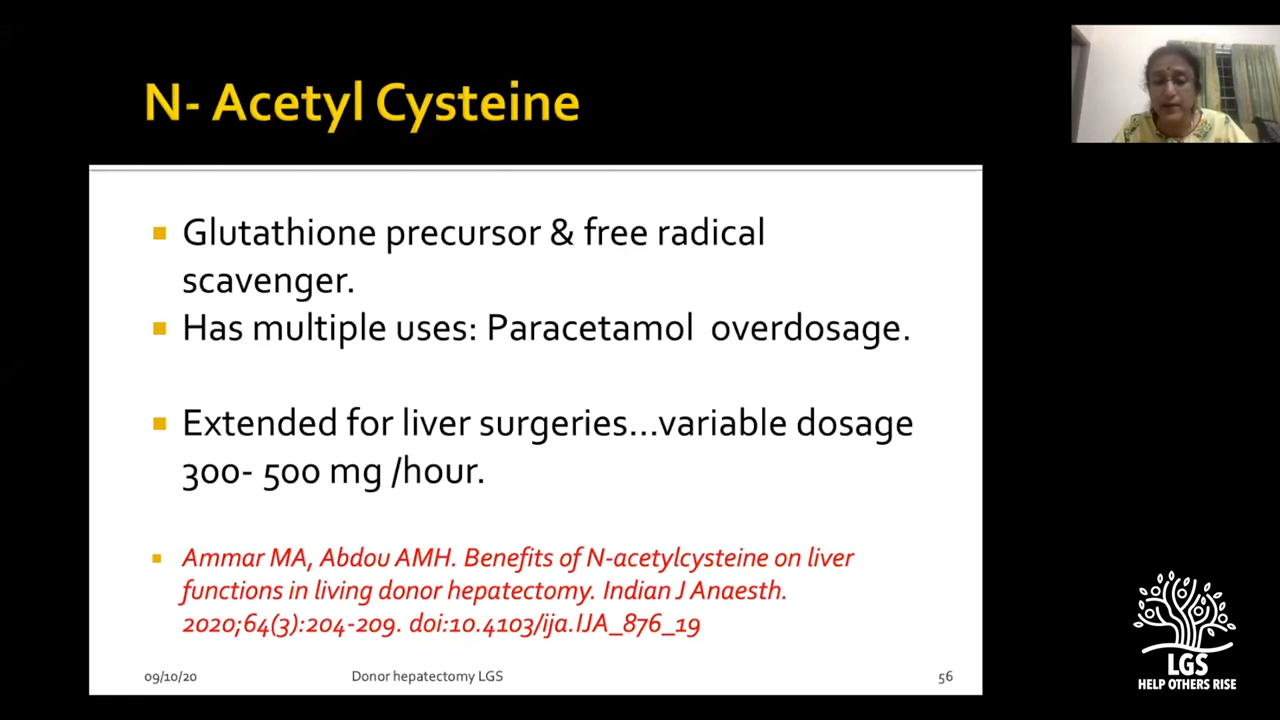 N- Acetyl Cysteine
Glutathione precursor & free radical
scavenger.
Has multiple uses: Paracetamol overdosage.
Extended for liver surgeries...variable dosage
300- 500 mg /hour.
Ammar MA, Abdou AMH. Benefits of N-acetylcysteine on liver
functions in living donor hepatectomy. Indian J Anaesth.
2020;64(3):204-209. doi:10.4103/ija.IJA_876_19
09/10/20
Donor hepatectomy LGS
56
LGS
HELP OTHERS RISE